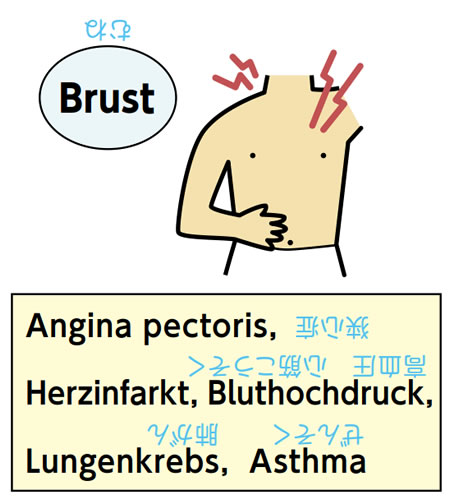 むね
Brust
Angina pectoris, 狭心症
心筋こうそく 高血圧
Herzinfarkt, Bluthochdruck,
肺がん ぜんそく
Lungenkrebs, Asthma